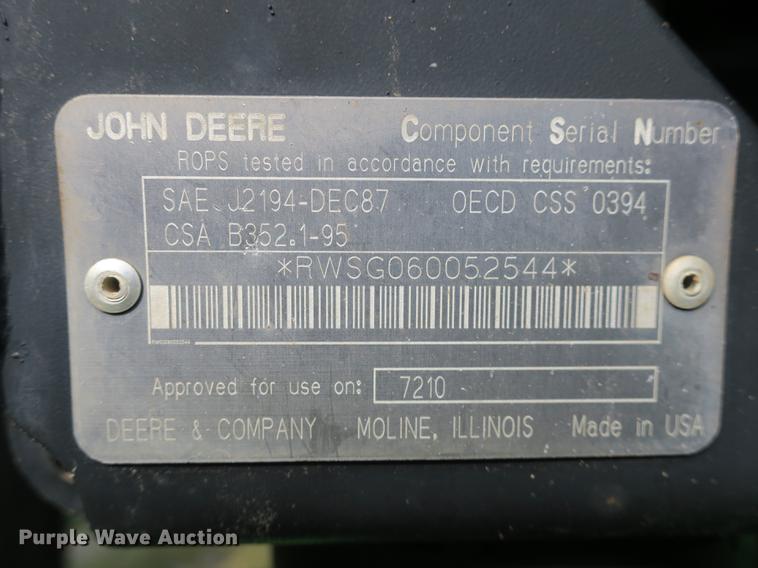 JOHN DEERE Component Serial Number
ROPS tested in accordance with requirements:
SAE J2194-DEC87 OECD CSS 0394
CSA B352.1-95
*RWSG060052544*
Approved for use on: 7210
DEERE & COMPANY MOLINE, ILLINOIS Made in USA
Purple Wave Auction